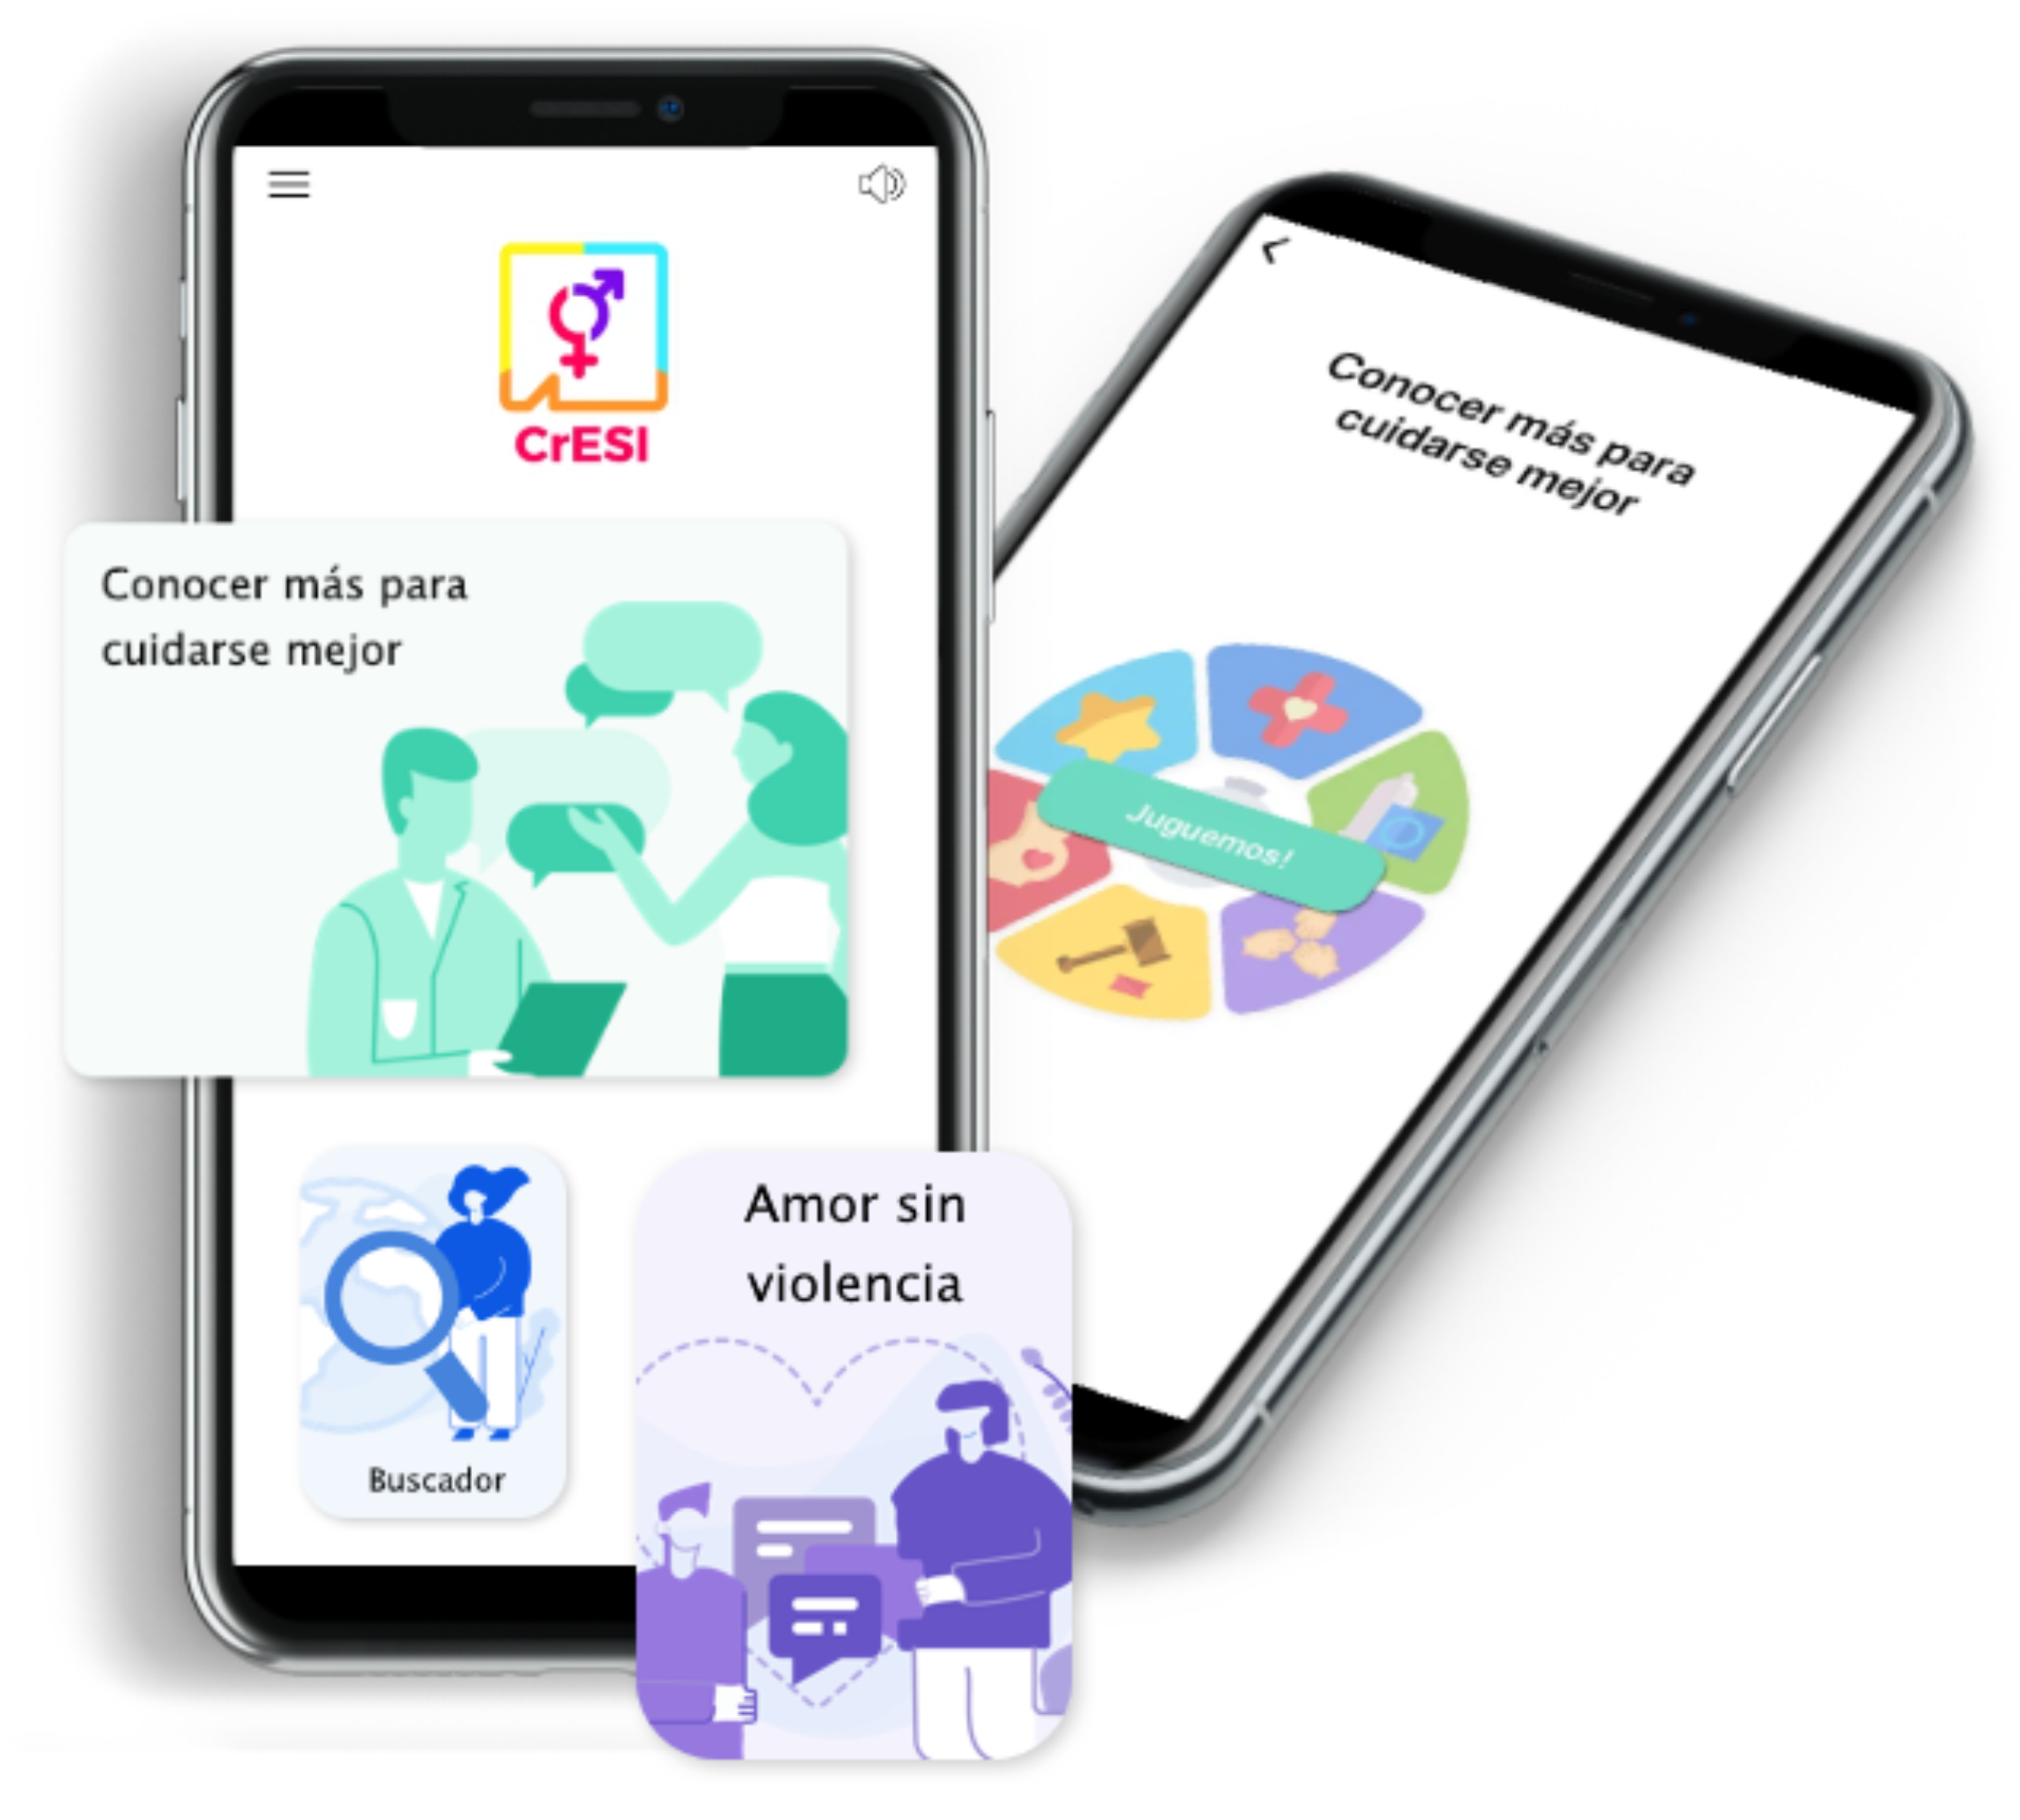 CrESI
Conocer más para
cuidarse mejor
Buscador
Amor sin
violencia
Conocer más para
cuidarse mejor
Juguemos!